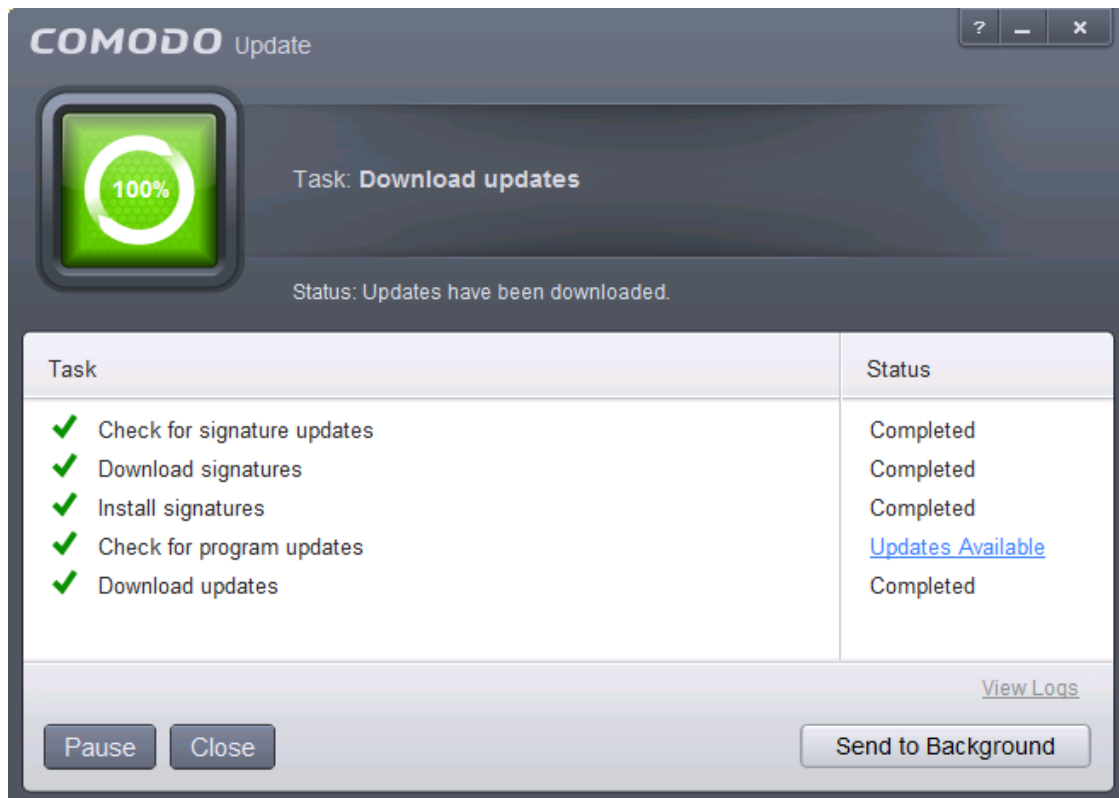 COMODO Update
? – ×
100%
Task: Download updates
Status: Updates have been downloaded.
Task Status
Check for signature updates Completed
Download signatures Completed
Install signatures Completed
Check for program updates Updates Available
Download updates Completed
View Logs
Pause Close Send to Background